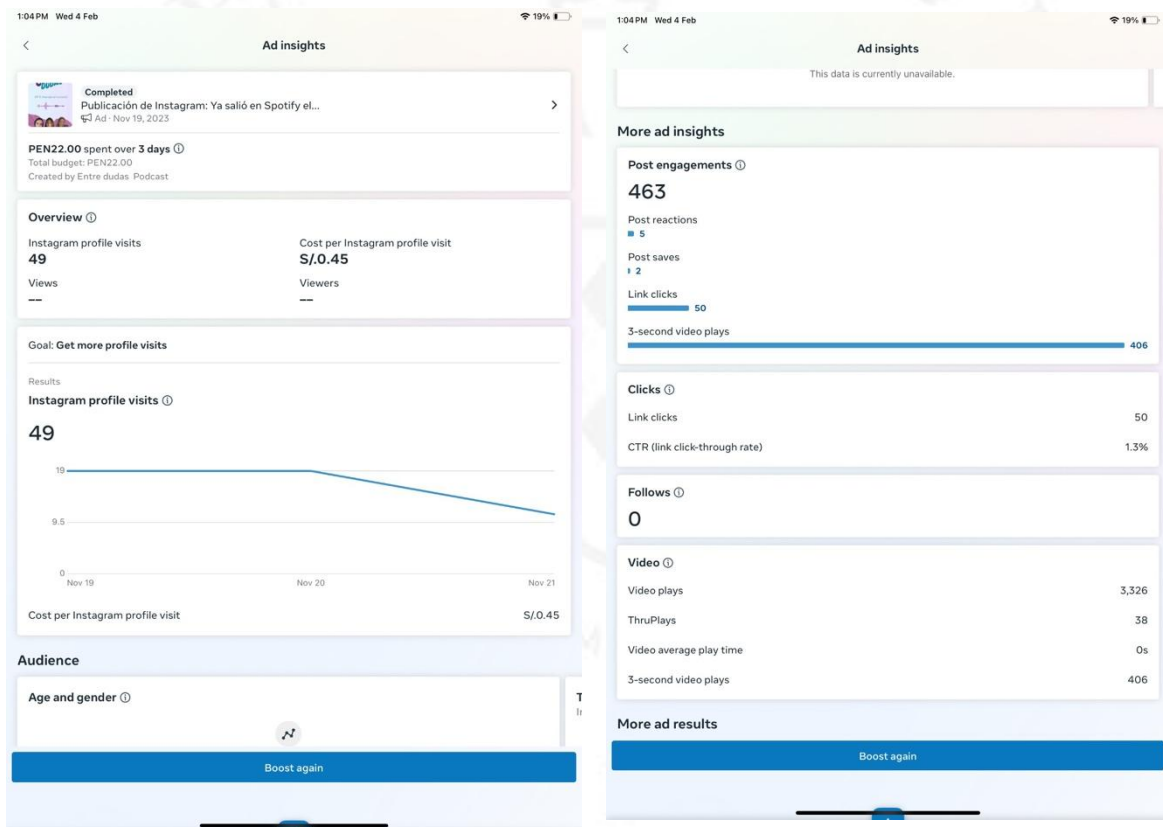 1:04 PM Wed 4 Feb
19%
Ad insights
Completed
Publicación de Instagram: Ya salió en Spotify el...
Ad · Nov 19, 2023
PEN22.00 spent over 3 days
Total budget: PEN22.00
Created by Entre dudas Podcast
Overview
Instagram profile visits
49
Cost per Instagram profile visit
S/.0.45
Views
--
Viewers
--
Goal: Get more profile visits
Results
Instagram profile visits
49
19
9.5
0
Nov 19
Nov 20
Nov 21
Cost per Instagram profile visit
S/.0.45
Audience
Age and gender
Boost again
1:04 PM Wed 4 Feb
19%
Ad insights
This data is currently unavailable.
More ad insights
Post engagements
463
Post reactions
5
Post saves
2
Link clicks
50
3-second video plays
406
Clicks
Link clicks
50
CTR (link click-through rate)
1.3%
Follows
0
Video
Video plays
3,326
ThruPlays
38
Video average play time
0s
3-second video plays
406
More ad results
Boost again